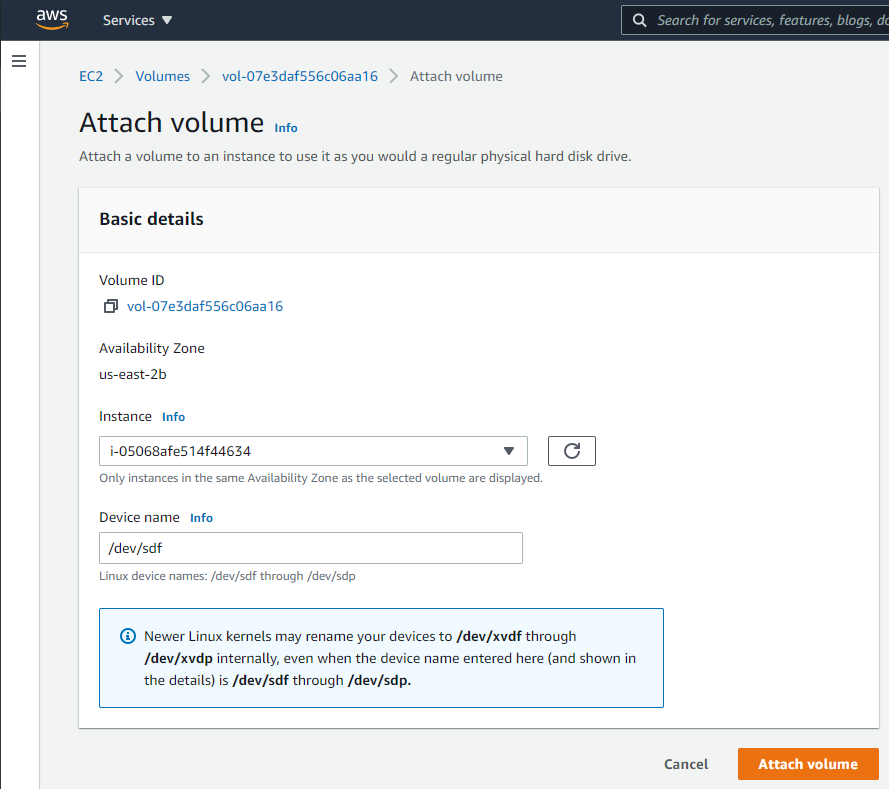 aws Services Search for services, features, blogs,
EC2 Volumes vol-07e3daf556c06aa16 Attach volume
Attach volume Info
Attach a volume to an instance to use it as you would a regular physical hard disk drive.
Basic details
Volume ID
vol-07e3daf556c06aa16
Availability Zone
us-east-2b
Instance Info
i-05068afe514f44634
Only instances in the same Availability Zone as the selected volume are displayed.
Device name Info
/dev/sdf
Linux device names: /dev/sdf through /dev/sdp
Newer Linux kernels may rename your devices to /dev/xvdf through
/dev/xvdp internally, even when the device name entered here (and shown in
the details) is /dev/sdf through /dev/sdp.
Cancel Attach volume